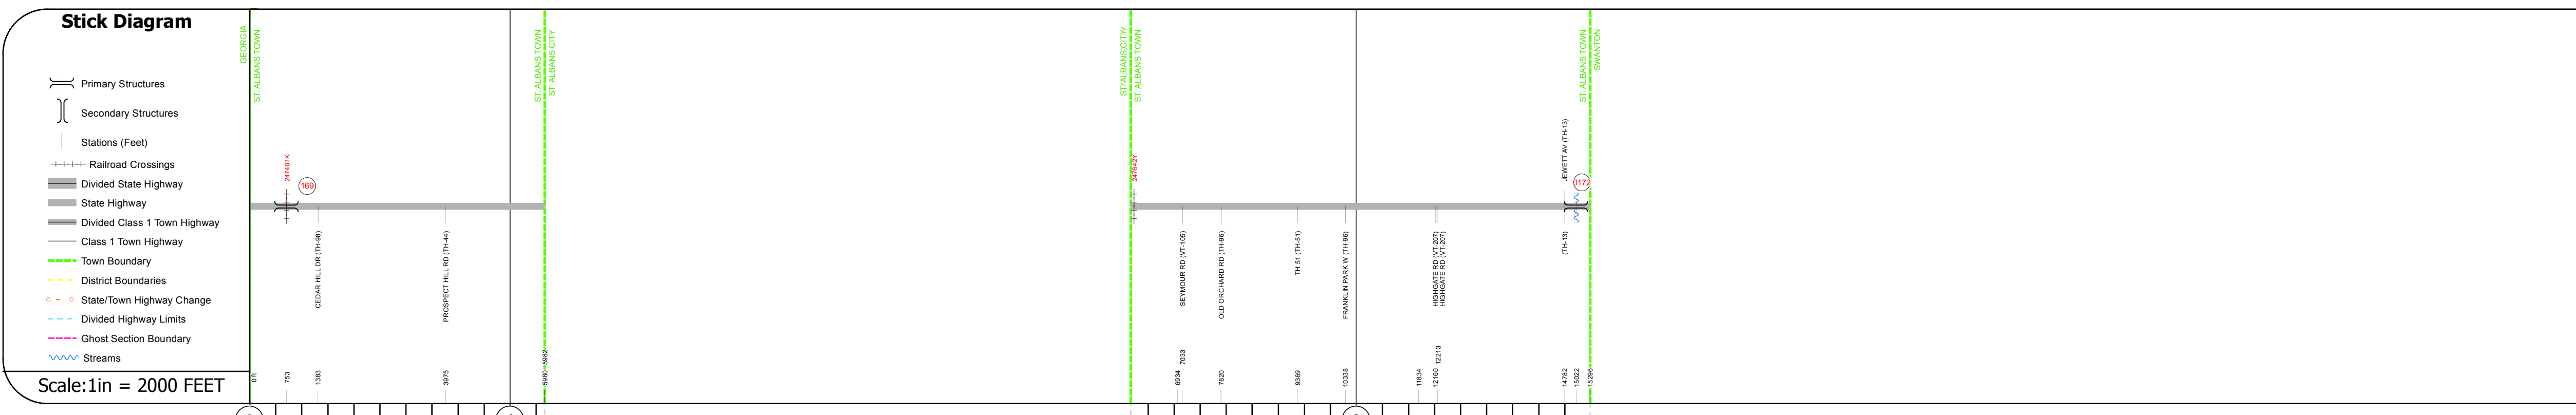 Stick Diagram
Primary Structures
Secondary Structures
Stations (Feet)
Railroad Crossings
Divided State Highway
State Highway
Divided Class 1 Town Highway
Class 1 Town Highway
Town Boundary
District Boundaries
State/Town Highway Change
Divided Highway Limits
Ghost Section Boundary
Streams
Scale:1in = 2000 FEET
GEORGIA
ST. ALBANS TOWN
ST. ALBANS TOWN
ST. ALBANS CITY
ST. ALBANS CITY
ST. ALBANS TOWN
ST. ALBANS TOWN
SWANTON
247401K
169
CEDAR HILL DR (TH-98)
PROSPECT HILL RD (TH-44)
247642Y
SEYMOUR RD (VT-105)
OLD ORCHARD RD (TH-96)
TH 51 (TH-51)
FRANKLIN PARK W (TH-96)
HIGHGATE RD (VT-207)
HIGHGATE RD (VT-207)
JEWETT AV (TH-13)
(TH-13)
0172
0 ft
753
1383
3975
5980
5982
6934
7033
7820
9369
10338
11834
12160
12213
14782
15022
15296